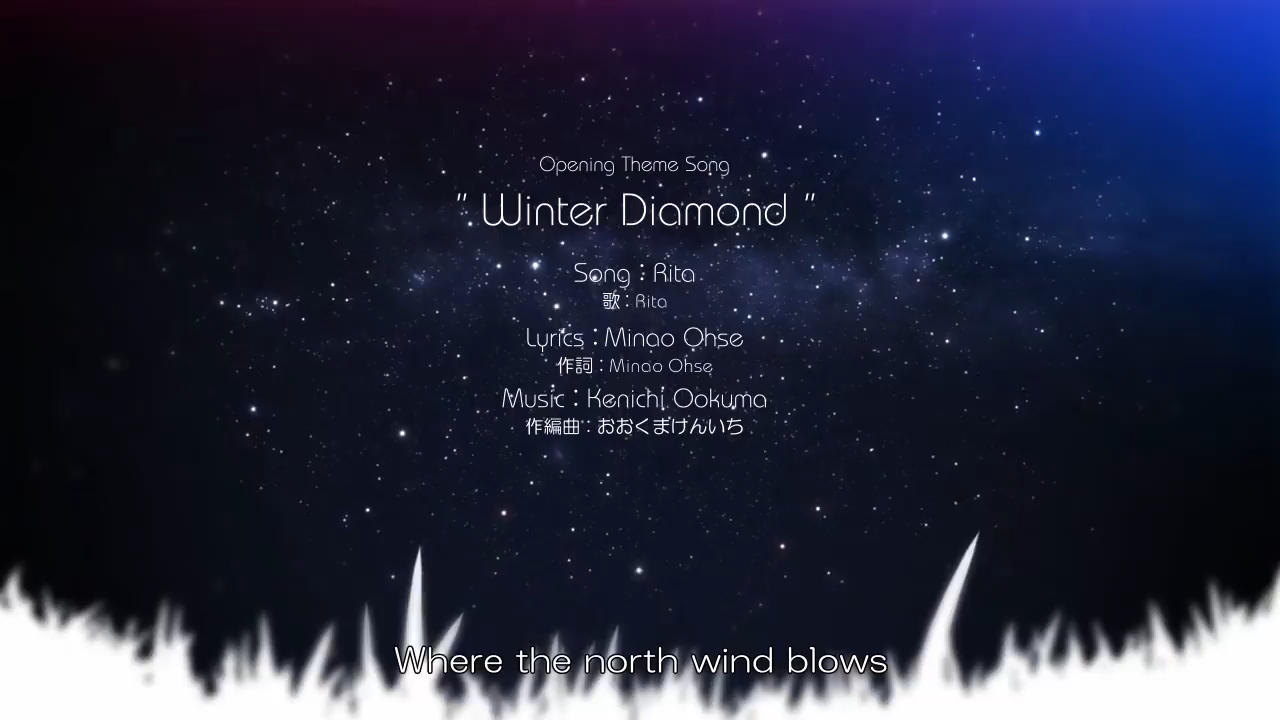 Opening Theme Song
" Winter Diamond "
Song : Rita
歌 : Rita
Lyrics : Minao Ohse
作詞 : Minao Ohse
Music : Kenichi Ookuma
作編曲 : おおくまけんいち
Where the north wind blows